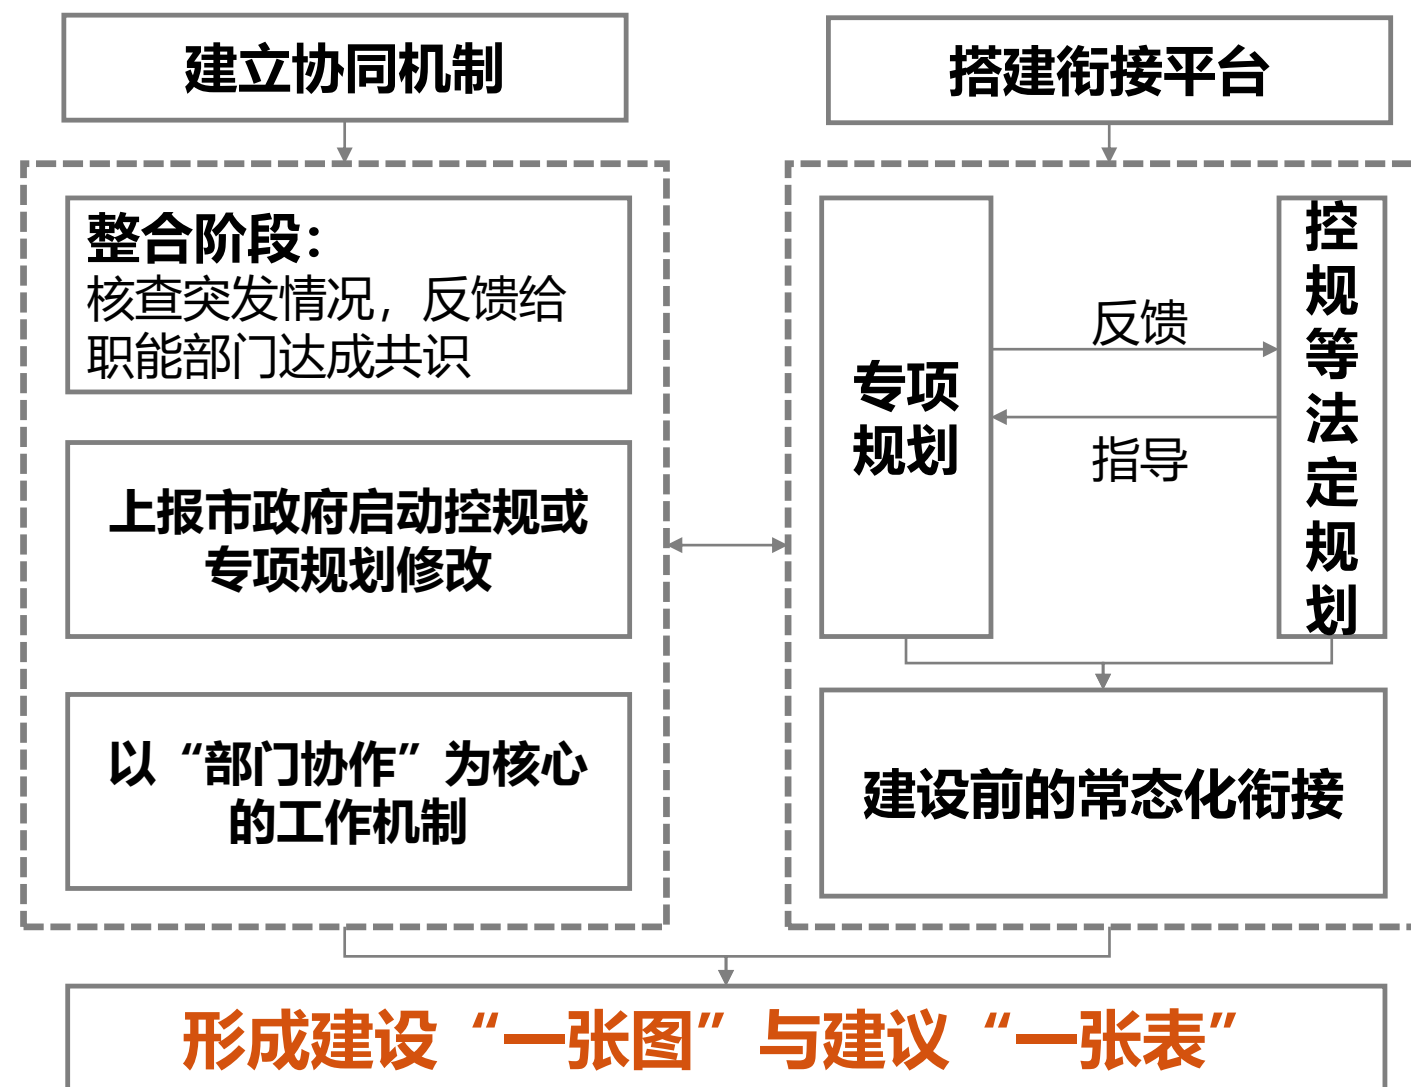 建立协同机制
搭建衔接平台
整合阶段：
核查突发情况，反馈给
职能部门达成共识
上报市政府启动控规或
专项规划修改
以“部门协作”为核心
的工作机制
专项
规划
反馈
指导
控规等法定规划
建设前的常态化衔接
形成建设“一张图”与建议“一张表”